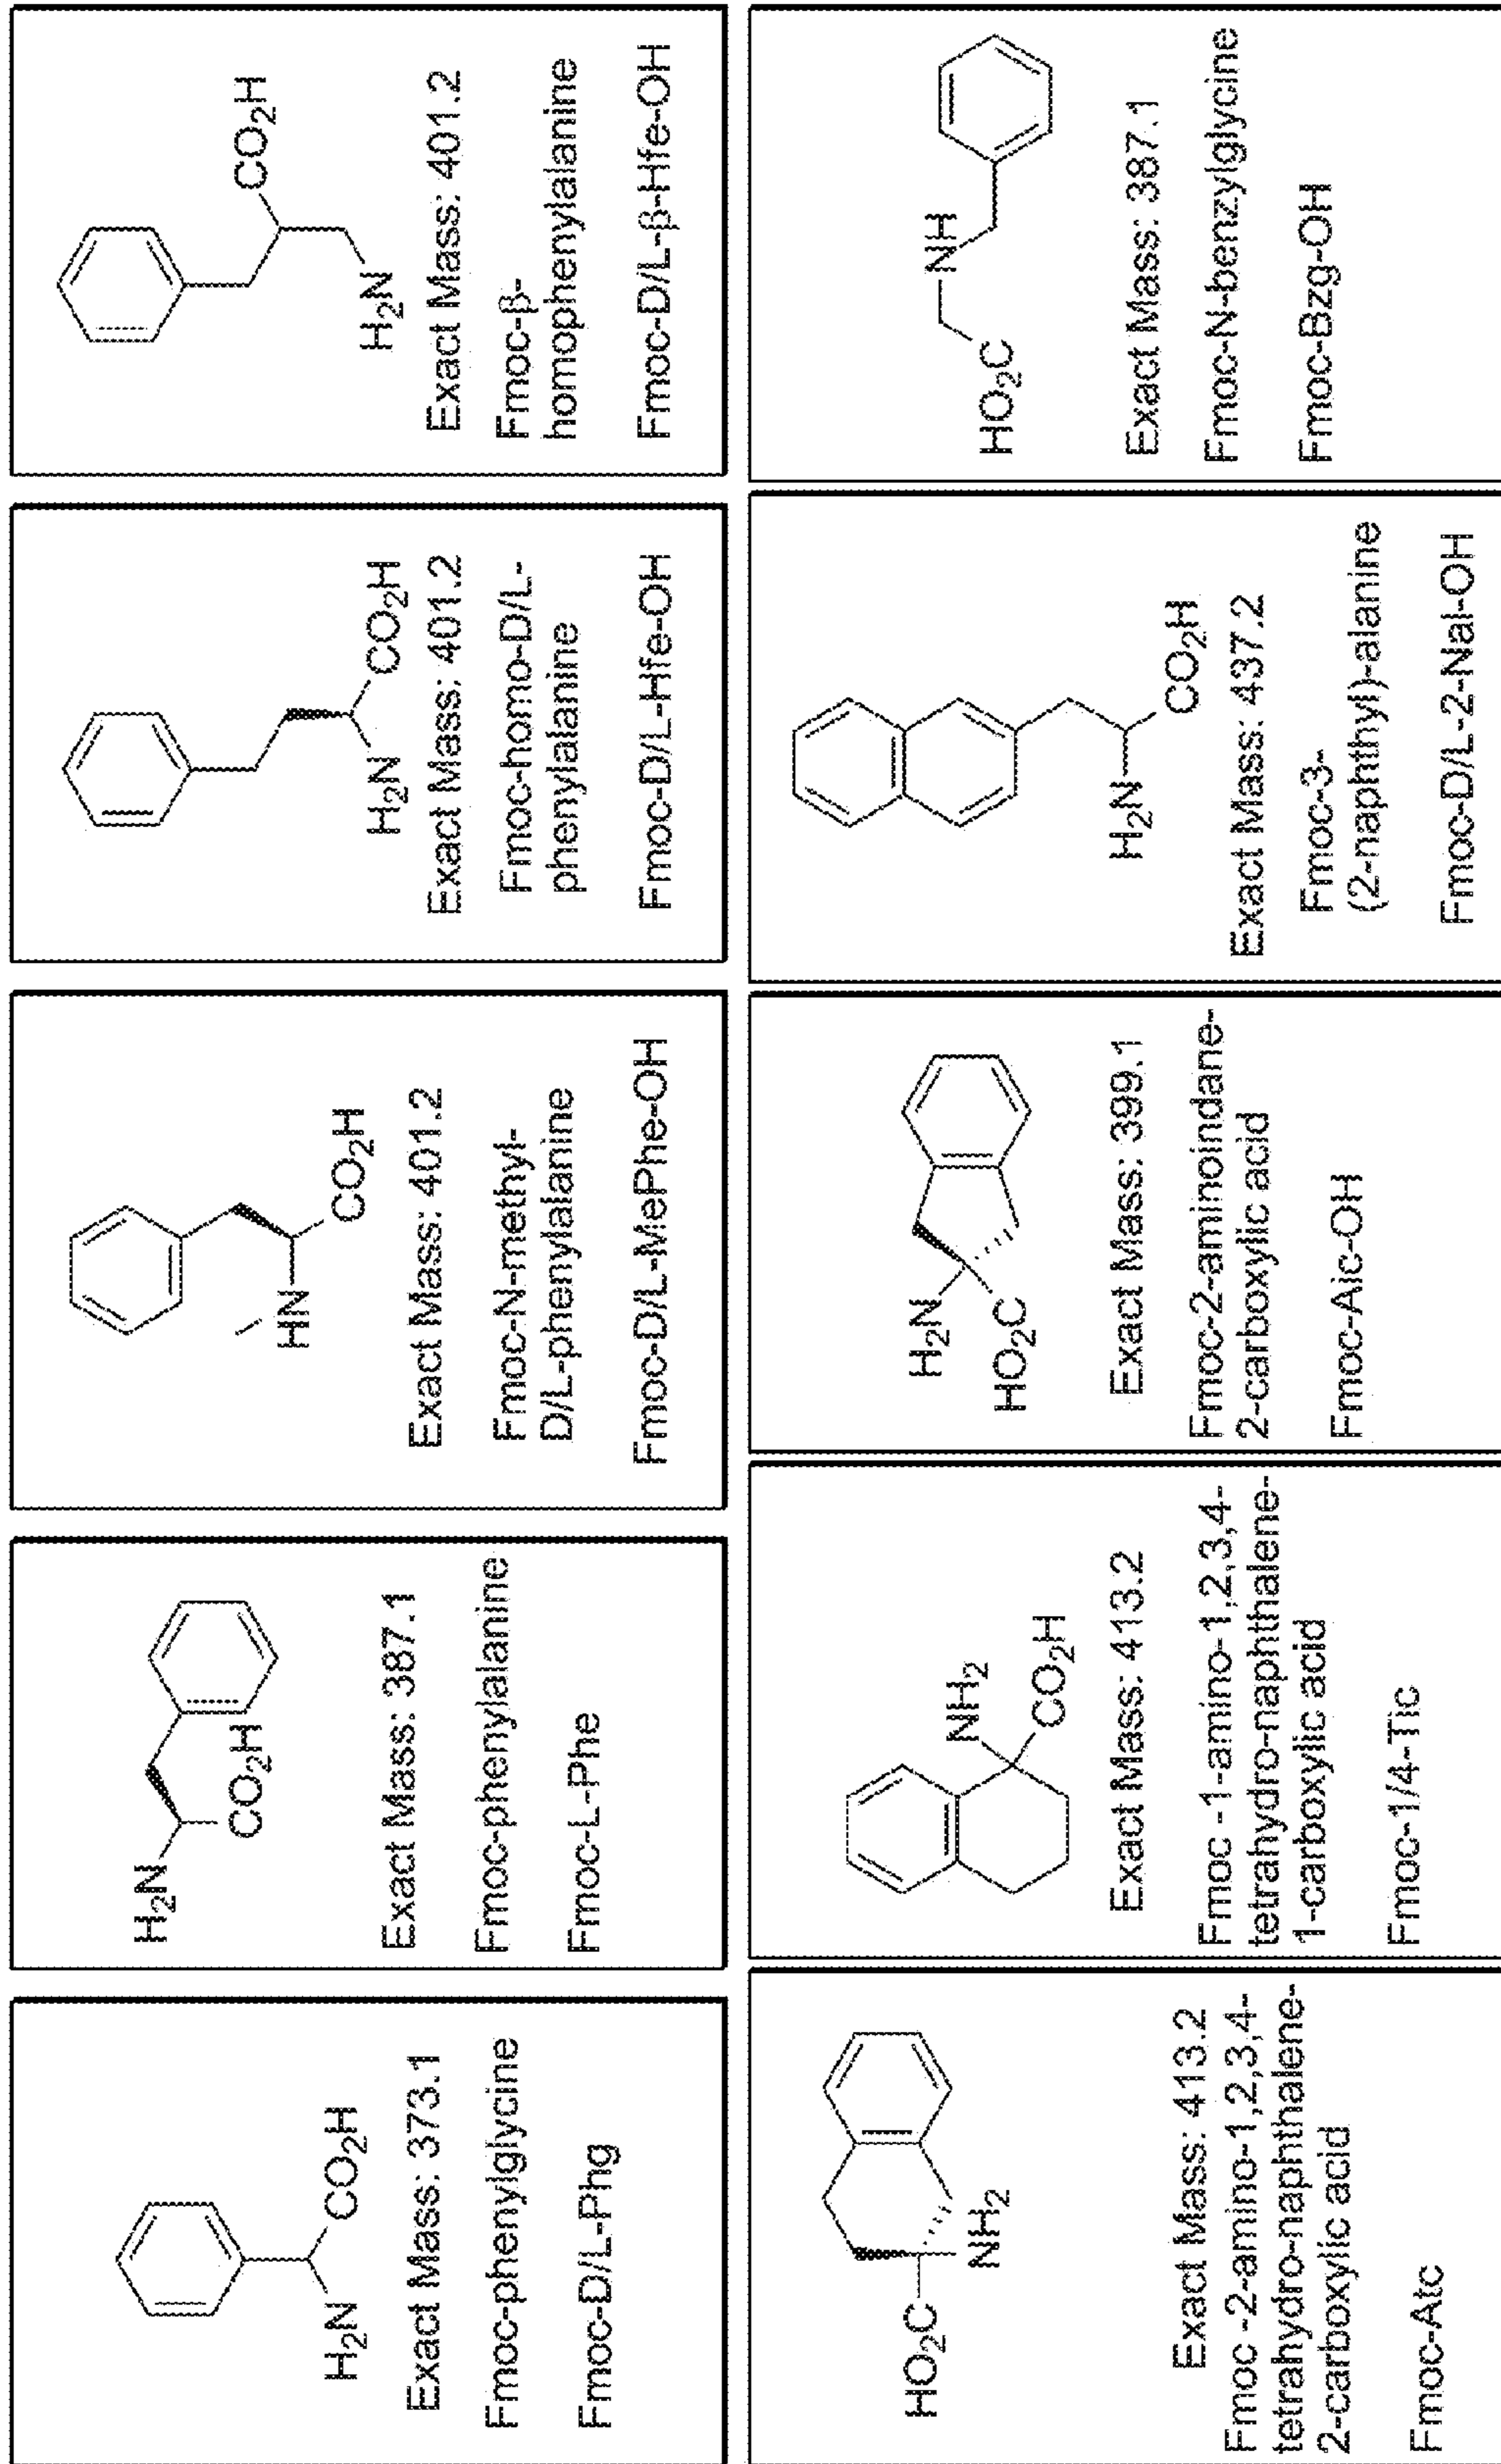 H₂N
CO₂H
Exact Mass: 373.1
Fmoc-phenylglycine
Fmoc-D/L-Phg
H₂N
CO₂H
Exact Mass: 387.1
Fmoc-phenylalanine
Fmoc-L-Phe
HN
CO₂H
Exact Mass: 401.2
Fmoc-N-methyl-
D/L-phenylalanine
Fmoc-D/L-MePhe-OH
H₂N
CO₂H
Exact Mass: 401.2
Fmoc-homo-D/L-
phenylalanine
Fmoc-D/L-Hfe-OH
CO₂H
H₂N
Exact Mass: 401.2
Fmoc-β-
homophenylalanine
Fmoc-D/L-β-Hfe-OH
HO₂C
NH₂
Exact Mass: 413.2
Fmoc -2-amino-1,2,3,4-
tetrahydro-naphthalene-
2-carboxylic acid
Fmoc-Atc
NH₂
CO₂H
Exact Mass: 413.2
Fmoc -1-amino-1,2,3,4-
tetrahydro-naphthalene-
1-carboxylic acid
Fmoc-1/4-Tic
H₂N
HO₂C
Exact Mass: 399.1
Fmoc-2-aminoindane-
2-carboxylic acid
Fmoc-Aic-OH
H₂N
CO₂H
Exact Mass: 437.2
Fmoc-3-
(2-naphthyl)-alanine
Fmoc-D/L-2-Nal-OH
NH
HO₂C
Exact Mass: 387.1
Fmoc-N-benzylglycine
Fmoc-Bzg-OH